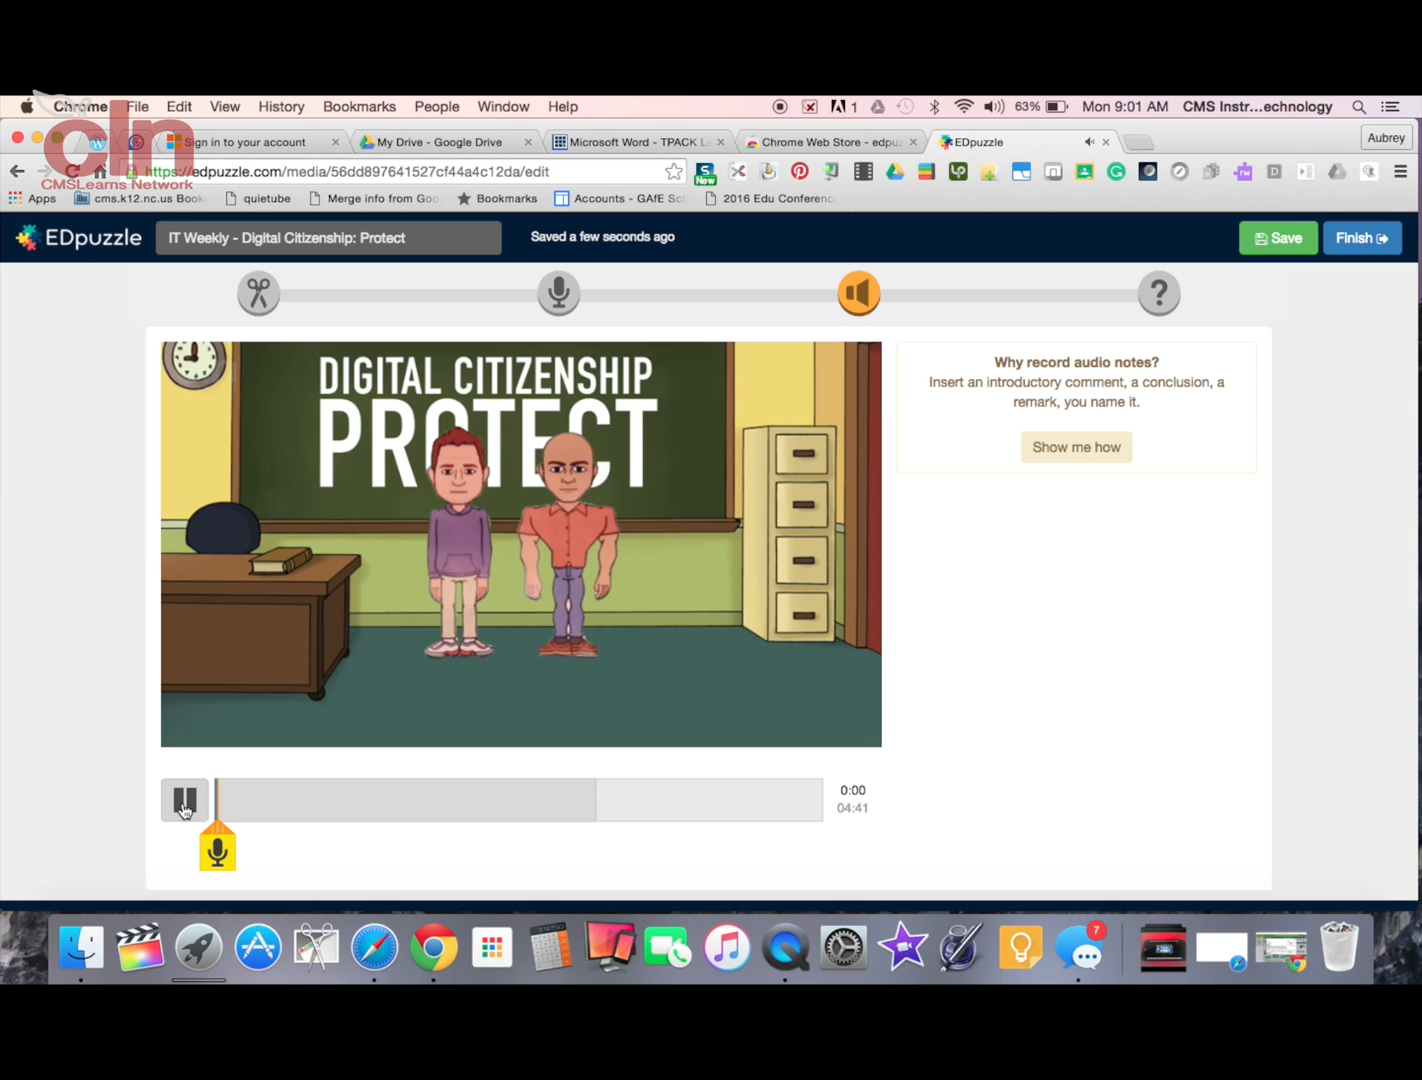 Chrome File Edit View History Bookmarks People Window Help 1 63% Mon 9:01 AM CMS Instr...echnology
cln
CMSLearns Network
Sign in to your account My Drive - Google Drive Microsoft Word - TPACK Chrome Web Store - edpuz EDpuzzle Aubrey
https://edpuzzle.com/media/56dd897641527cf44a4c12da/edit
New
Apps cms.k12.nc.us Book quietube Merge info from Goo Bookmarks Accounts - GAfE Sc 2016 Edu Conferenc
EDpuzzle IT Weekly - Digital Citizenship: Protect Saved a few seconds ago Save Finish
?
DIGITAL CITIZENSHIP
PROTECT
Why record audio notes?
Insert an introductory comment, a conclusion, a
remark, you name it.
Show me how
0:00
04:41
7